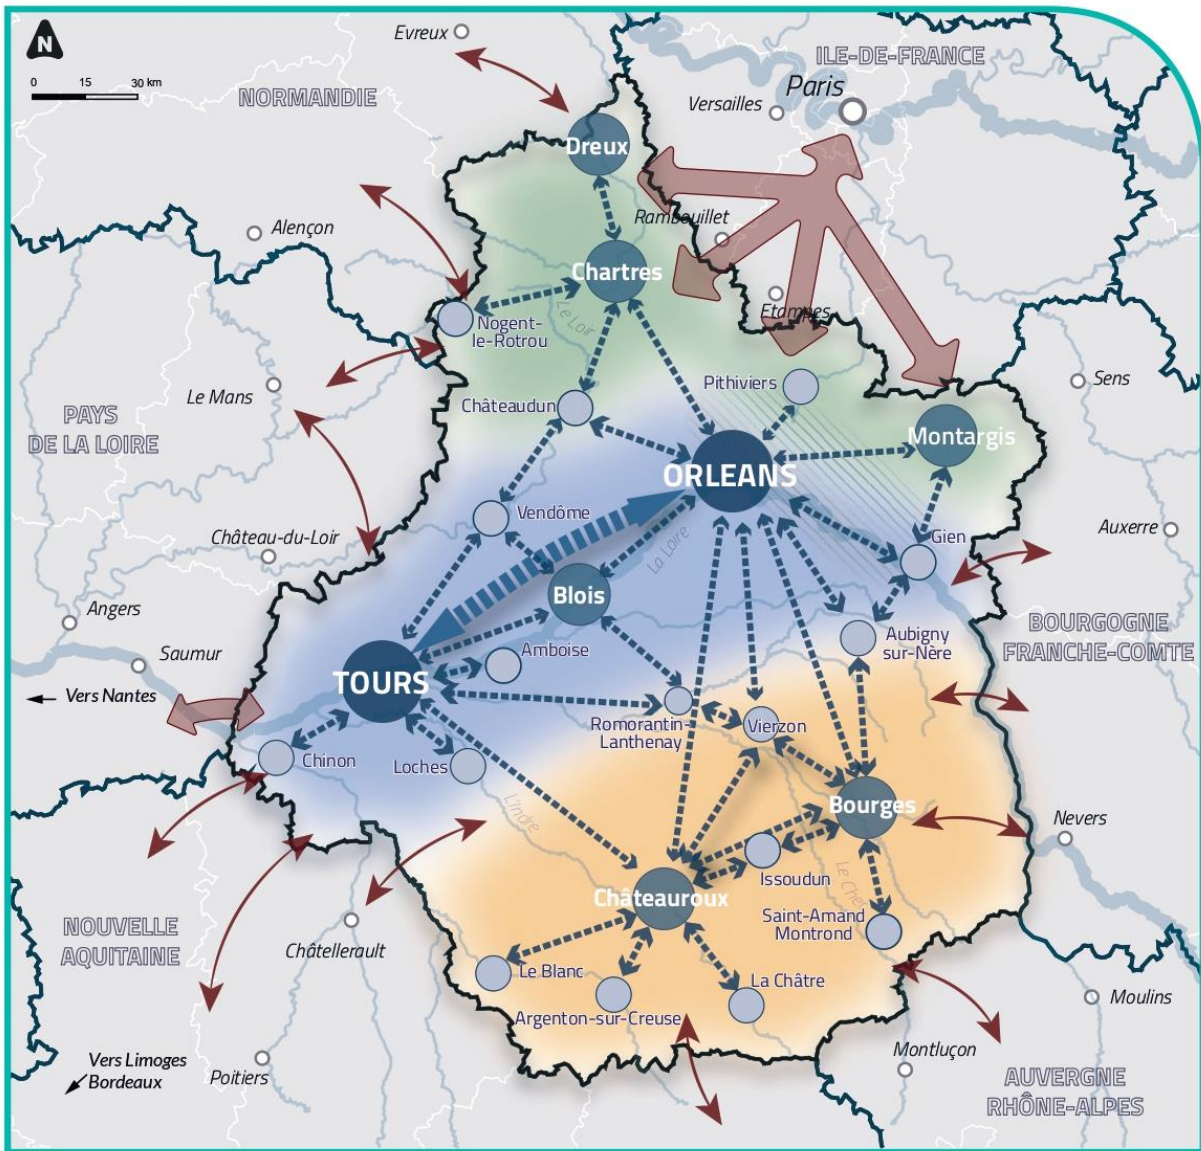 N
0 15 30 km
Evreux
NORMANDIE
ILE-DE-FRANCE
Paris
Versailles
Dreux
Rambouillet
Alençon
Chartres
Etampes
Nogent-
le-Rotrou
Le Loir
Le Mans
Pithiviers
Sens
Châteaudun
PAYS
DE LA LOIRE
Montargis
ORLEANS
Vendôme
Auxerre
Château-du-Loir
La Loire
Gien
Blois
Angers
BOURGOGNE
FRANCHE-COMTE
Aubigny
sur-Nère
Saumur
Amboise
TOURS
Vers Nantes
Romorantin-
Lanthenay
Vierzon
Chinon
Loches
L'Indre
Bourges
Nevers
Issoudun
Le Cher
Châteauroux
Saint-Amand
Montrond
NOUVELLE
AQUITAINE
Châtellerault
Le Blanc
La Châtre
Argenton-sur-Creuse
Moulins
Montluçon
Vers Limoges
Bordeaux
Poitiers
AUVERGNE
RHÔNE-ALPES